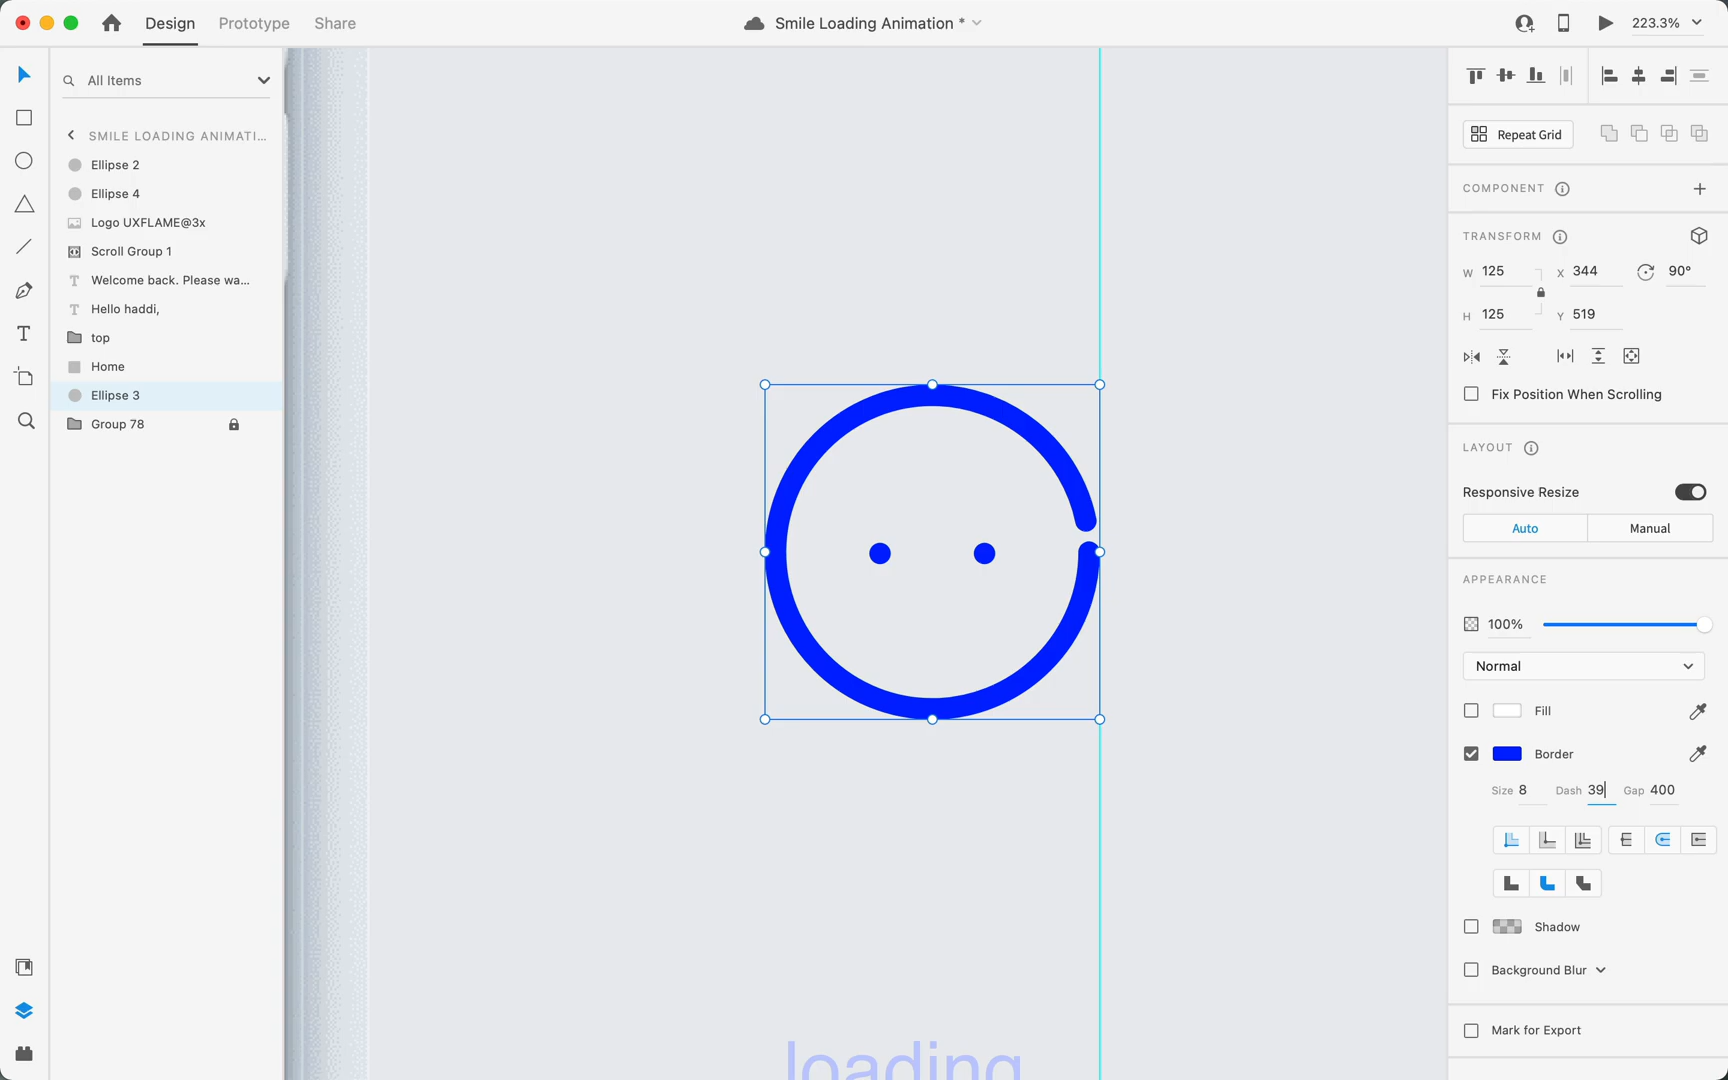 Design
Prototype
Share
Smile Loading Animation *
223.3%
All Items
SMILE LOADING ANIMATI...
Ellipse 2
Ellipse 4
Logo UXFLAME@3x
Scroll Group 1
Welcome back. Please wa...
Hello haddi,
top
Home
Ellipse 3
Group 78
loading
Repeat Grid
COMPONENT
TRANSFORM
W 125 X 344 90°
H 125 Y 519
Fix Position When Scrolling
LAYOUT
Responsive Resize
Auto Manual
APPEARANCE
100%
Normal
Fill
Border
Size 8 Dash 39 Gap 400
Shadow
Background Blur
Mark for Export